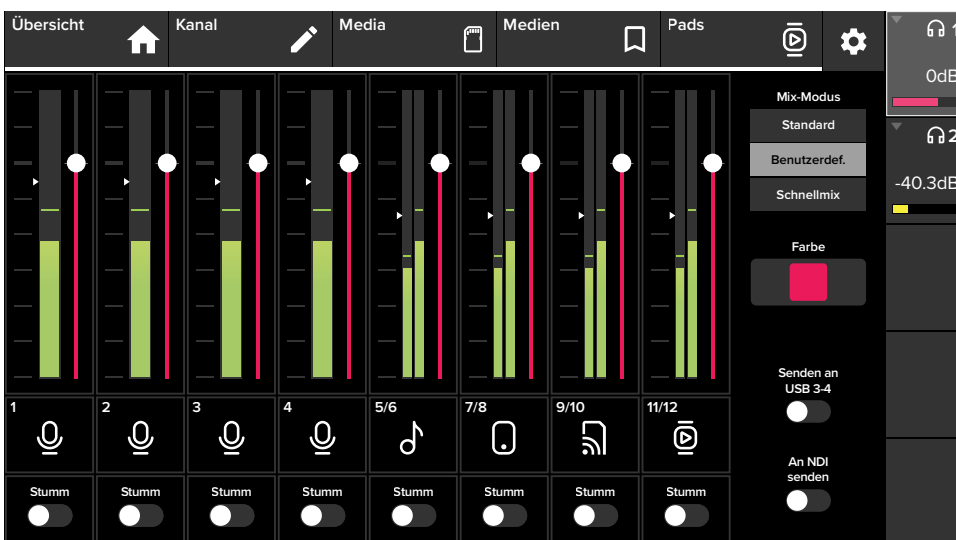 Übersicht
Kanal
Media
Medien
Pads
1
0dB
2
-40.3dB
Mix-Modus
Standard
Benutzerdef.
Schnellmix
Farbe
Senden an
USB 3-4
An NDI
senden
1
2
3
4
5/6
7/8
9/10
11/12
Stumm
Stumm
Stumm
Stumm
Stumm
Stumm
Stumm
Stumm